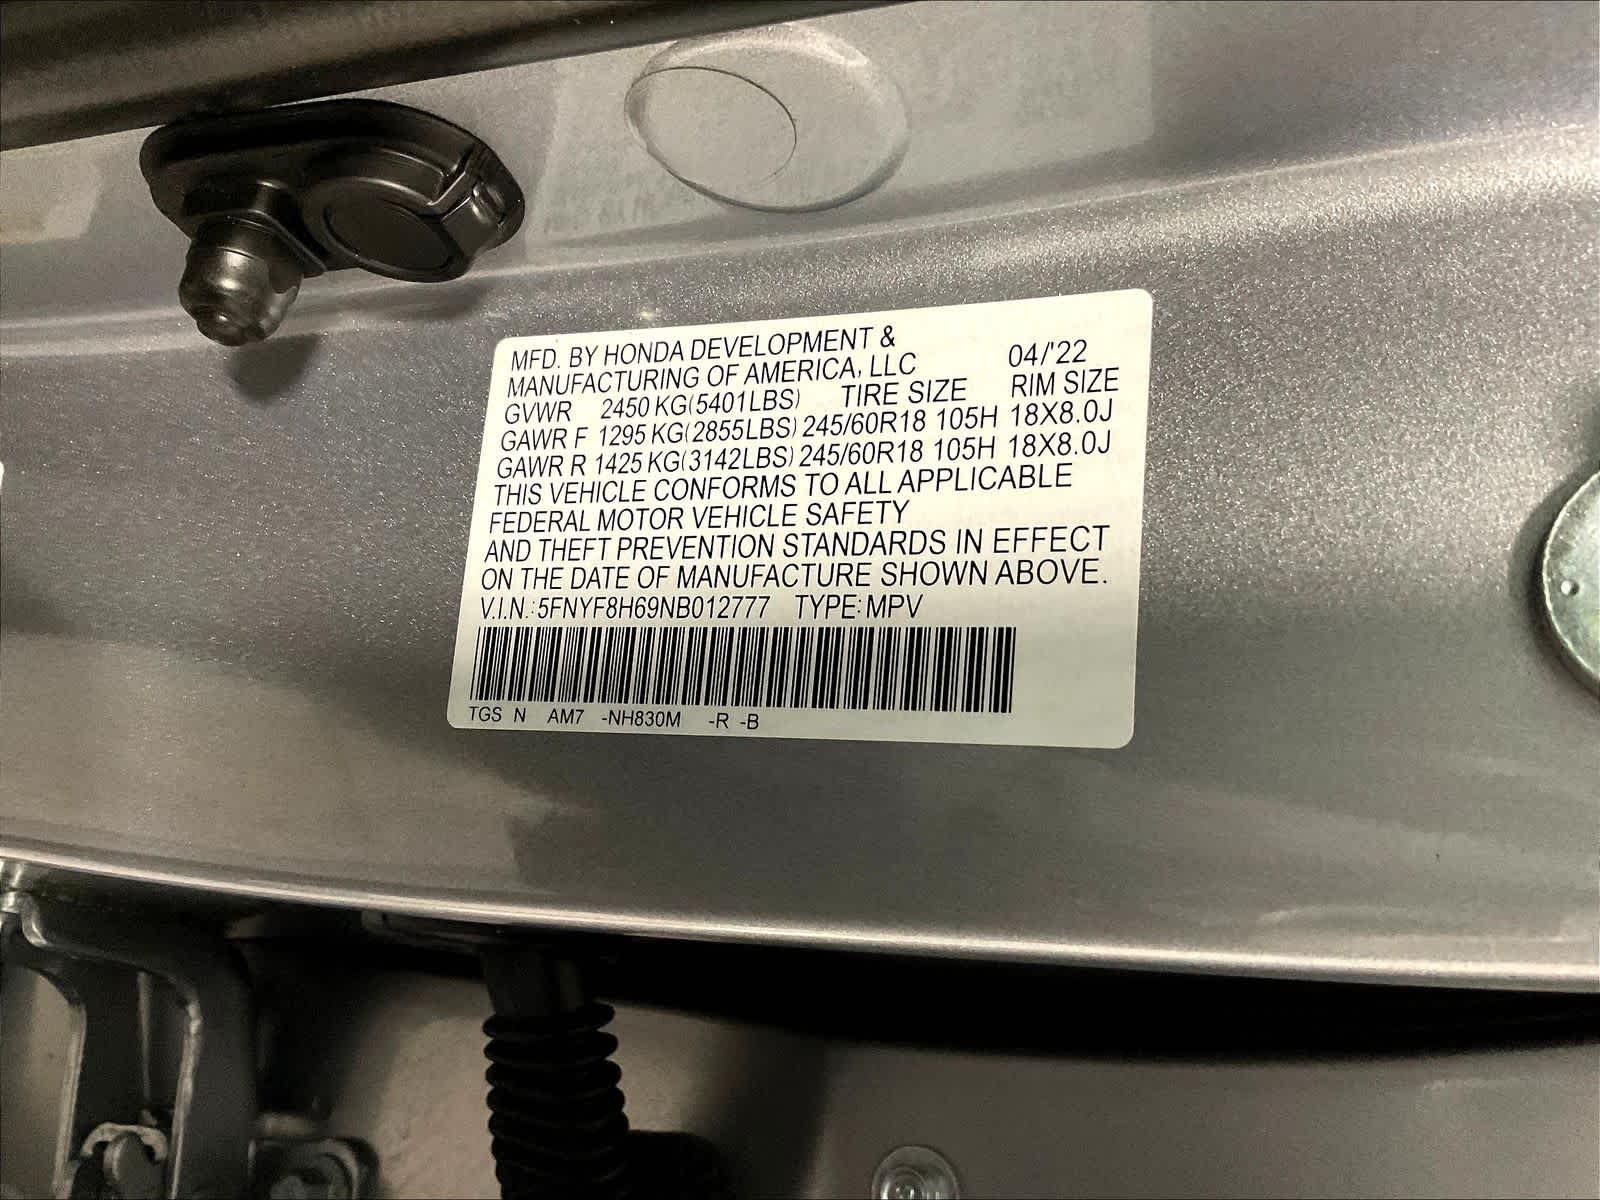 MFD. BY HONDA DEVELOPMENT &
MANUFACTURING OF AMERICA, LLC 04/'22
GVWR 2450 KG(5401LBS) TIRE SIZE RIM SIZE
GAWR F 1295 KG(2855LBS) 245/60R18 105H 18X8.0J
GAWR R 1425 KG(3142LBS) 245/60R18 105H 18X8.0J
THIS VEHICLE CONFORMS TO ALL APPLICABLE
FEDERAL MOTOR VEHICLE SAFETY
AND THEFT PREVENTION STANDARDS IN EFFECT
ON THE DATE OF MANUFACTURE SHOWN ABOVE.
V.I.N.: 5FNYF8H69NB012777 TYPE: MPV
TGS N AM7 -NH830M -R -B